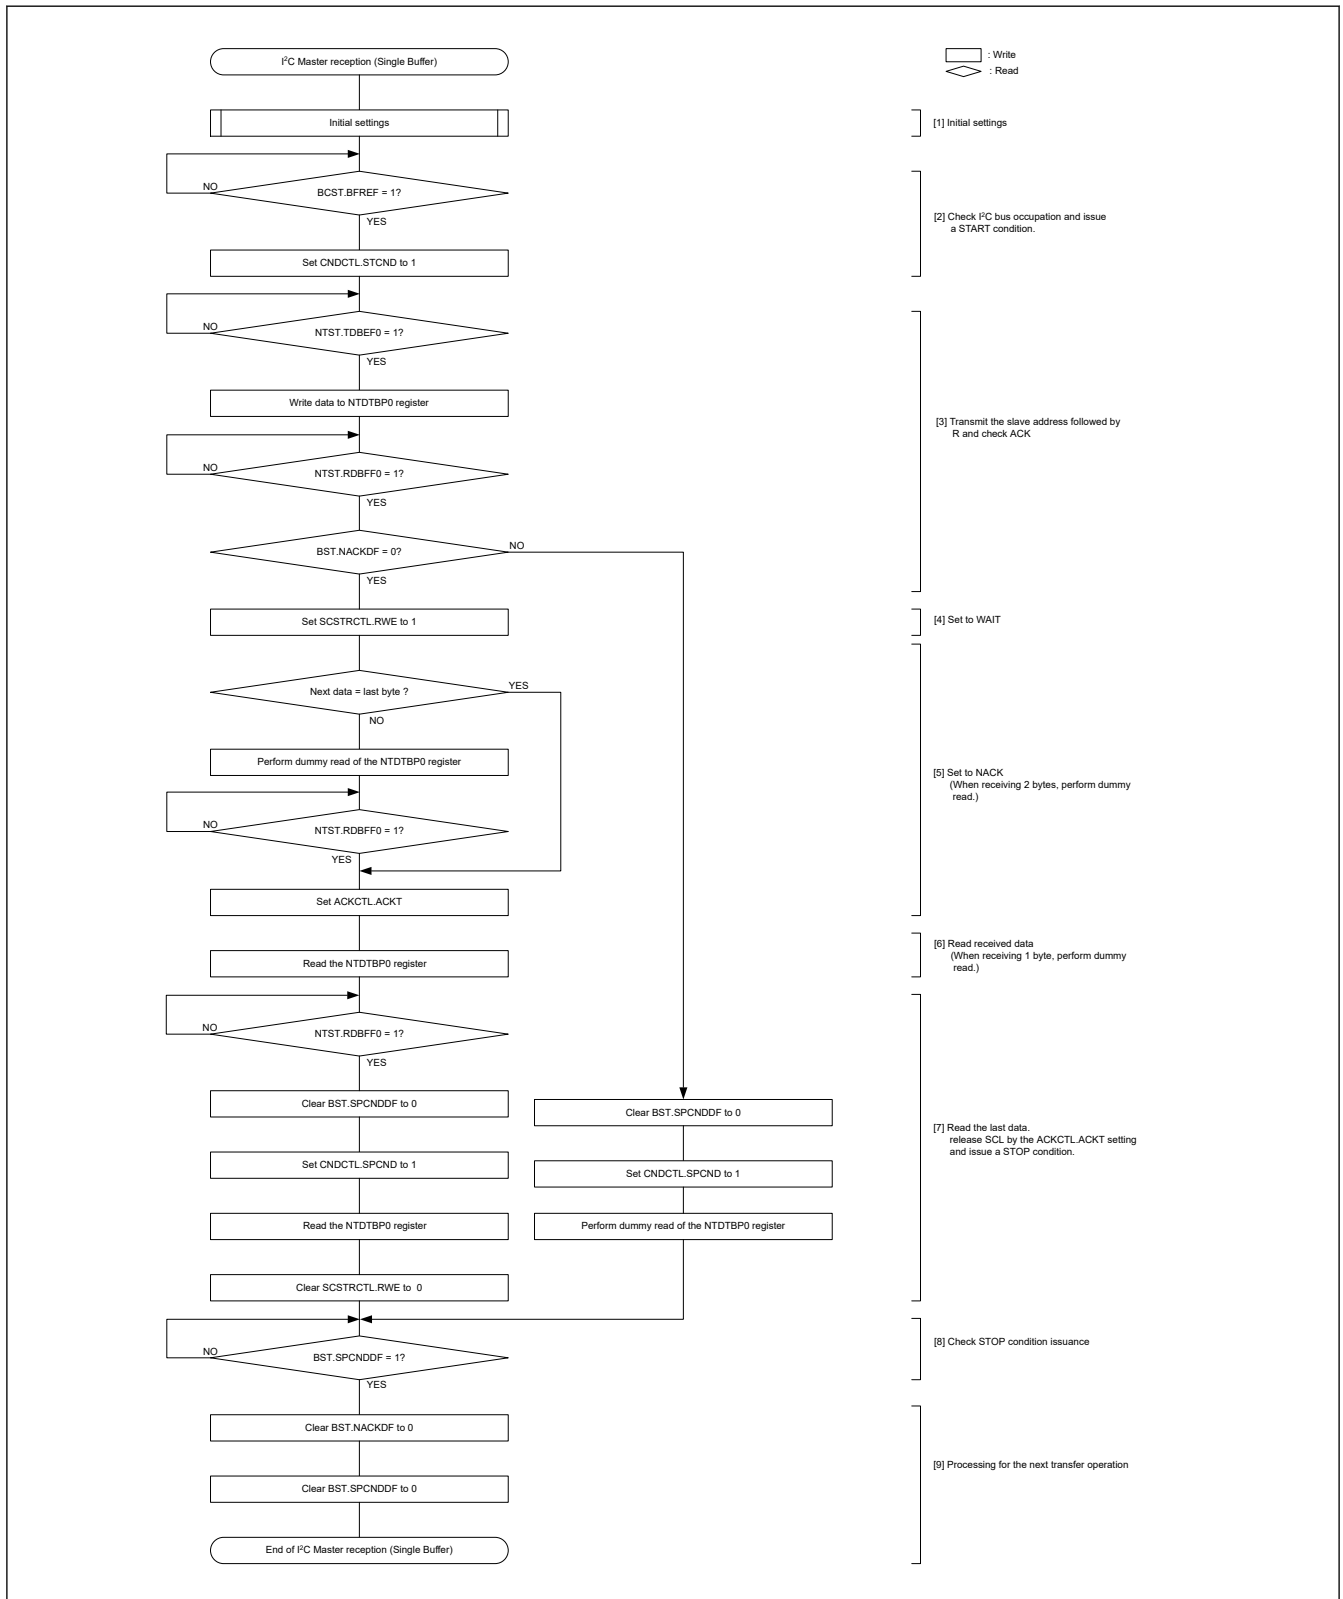 I²C Master reception (Single Buffer)
: Write
: Read
Initial settings
[1] Initial settings
NO
BCST.BFREF = 1?
YES
[2] Check I²C bus occupation and issue
a START condition.
Set CNDCTL.STCND to 1
NO
NTST.TDBEF0 = 1?
YES
Write data to NTDTBP0 register
[3] Transmit the slave address followed by
R and check ACK
NO
NTST.RDBFF0 = 1?
YES
BST.NACKDF = 0?
NO
YES
Set SCSTRCTL.RWE to 1
[4] Set to WAIT
Next data = last byte ?
YES
NO
Perform dummy read of the NTDTBP0 register
[5] Set to NACK
(When receiving 2 bytes, perform dummy
read.)
NO
NTST.RDBFF0 = 1?
YES
Set ACKCTL.ACKT
[6] Read received data
(When receiving 1 byte, perform dummy
read.)
Read the NTDTBP0 register
NO
NTST.RDBFF0 = 1?
YES
Clear BST.SPCNDDF to 0
Clear BST.SPCNDDF to 0
[7] Read the last data.
release SCL by the ACKCTL.ACKT setting
and issue a STOP condition.
Set CNDCTL.SPCND to 1
Set CNDCTL.SPCND to 1
Read the NTDTBP0 register
Perform dummy read of the NTDTBP0 register
Clear SCSTRCTL.RWE to 0
NO
BST.SPCNDDF = 1?
YES
[8] Check STOP condition issuance
Clear BST.NACKDF to 0
[9] Processing for the next transfer operation
Clear BST.SPCNDDF to 0
End of I²C Master reception (Single Buffer)